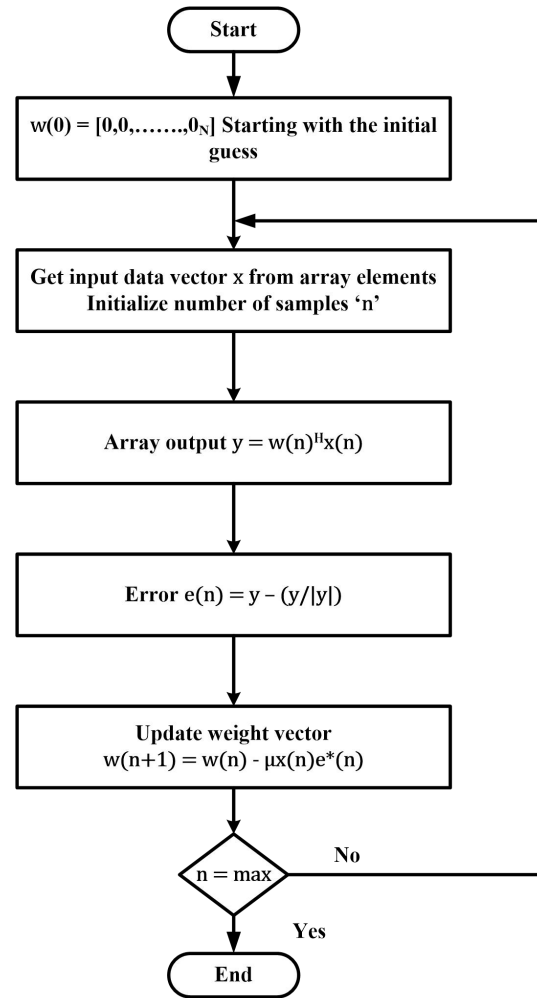 Start
w(0) = [0,0,…….,0N] Starting with the initial
guess
Get input data vector x from array elements
Initialize number of samples ‘n’
Array output y = w(n)ᴴx(n)
Error e(n) = y – (y/|y|)
Update weight vector
w(n+1) = w(n) - μx(n)e*(n)
n = max
No
Yes
End